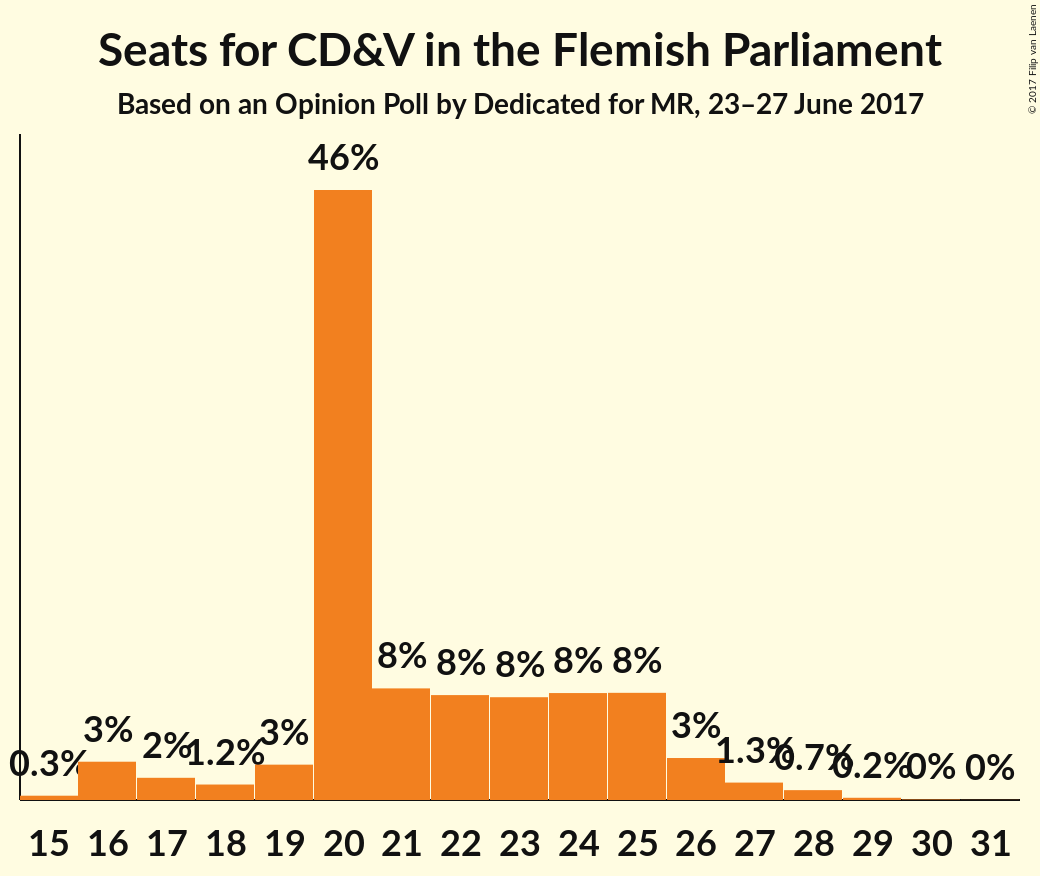 Seats for CD&V in the Flemish Parliament
Based on an Opinion Poll by Dedicated for MR, 23–27 June 2017
© 2017 Filip van Laenen
46%
8% 8% 8% 8% 8%
0.3% 3% 2% 1.2% 3% 3% 1.3% 0.7% 0.2% 0% 0%
15 16 17 18 19 20 21 22 23 24 25 26 27 28 29 30 31